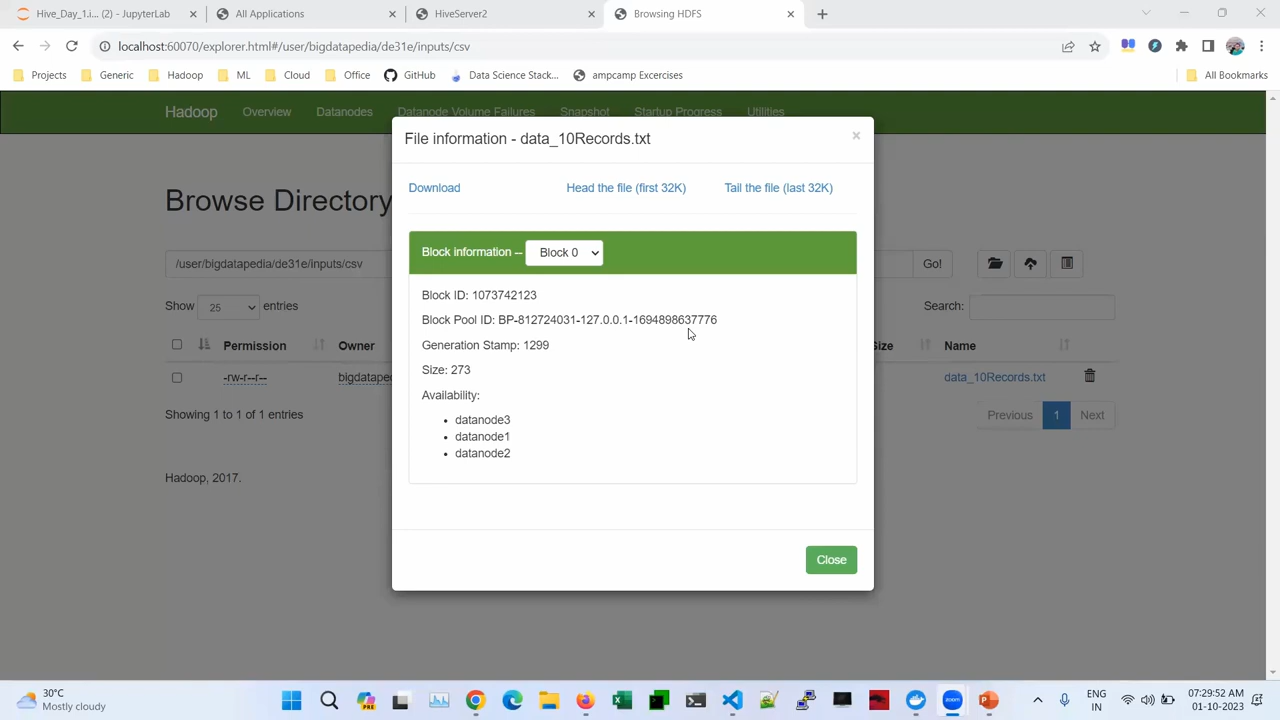 Hive_Day_1.i... (2) - JupyterLab
All Applications
HiveServer2
Browsing HDFS
localhost:60070/explorer.html#/user/bigdatapedia/de31e/inputs/csv
Projects
Generic
Hadoop
ML
Cloud
Office
GitHub
Data Science Stack...
ampcamp Excercises
All Bookmarks
Hadoop
Overview
Datanodes
Datanode Volume Failures
Snapshot
Startup Progress
Utilities
File information - data_10Records.txt
×
Download
Head the file (first 32K)
Tail the file (last 32K)
Browse Directory
Block information --
Block 0
/user/bigdatapedia/de31e/inputs/csv
Go!
Block ID: 1073742123
Show
25
entries
Search:
Block Pool ID: BP-812724031-127.0.0.1-1694898637776
Permission
Owner
Generation Stamp: 1299
Size
Name
Size: 273
-rw-r--r--
bigdatape
data_10Records.txt
Availability:
Showing 1 to 1 of 1 entries
Previous
1
Next
datanode3
datanode1
datanode2
Hadoop, 2017.
Close
30°C
Mostly cloudy
PRE
zoom
ENG
IN
07:29:52 AM
01-10-2023